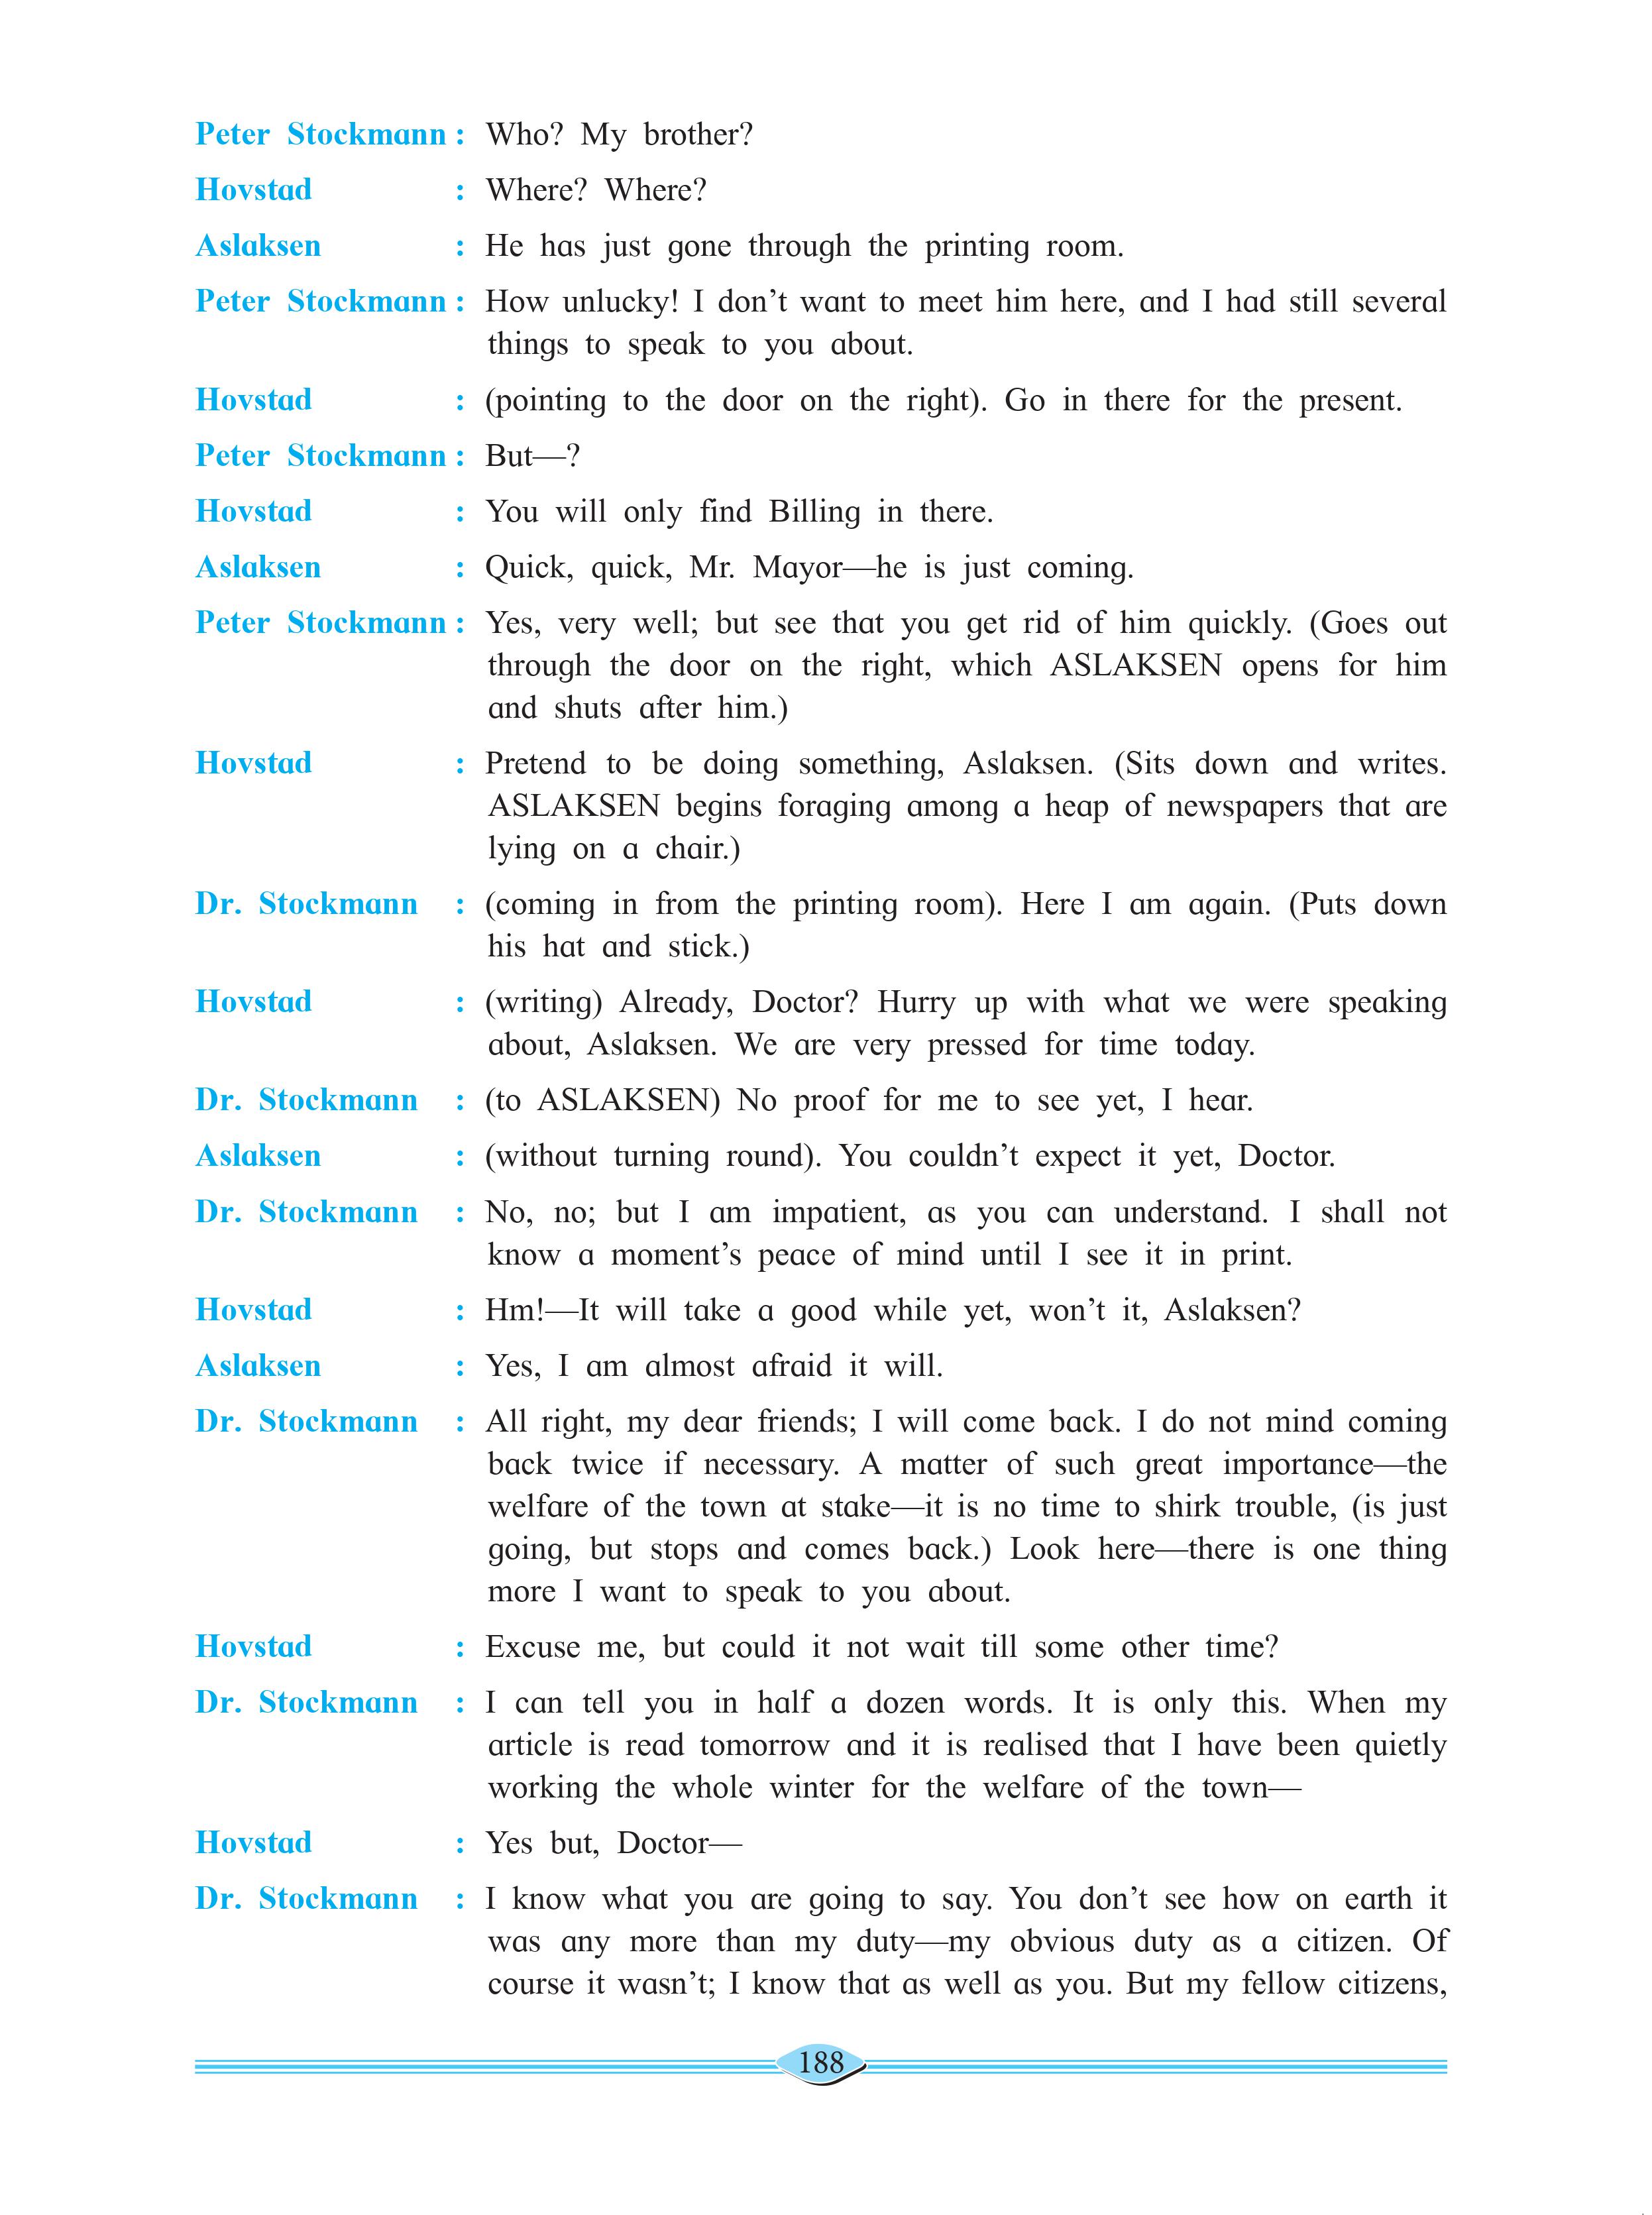 Peter Stockmann : Who? My brother?
Hovstad : Where? Where?
Aslaksen : He has just gone through the printing room.
Peter Stockmann : How unlucky! I don’t want to meet him here, and I had still several
things to speak to you about.
Hovstad : (pointing to the door on the right). Go in there for the present.
Peter Stockmann : But—?
Hovstad : You will only find Billing in there.
Aslaksen : Quick, quick, Mr. Mayor—he is just coming.
Peter Stockmann : Yes, very well; but see that you get rid of him quickly. (Goes out
through the door on the right, which ASLAKSEN opens for him
and shuts after him.)
Hovstad : Pretend to be doing something, Aslaksen. (Sits down and writes.
ASLAKSEN begins foraging among a heap of newspapers that are
lying on a chair.)
Dr. Stockmann : (coming in from the printing room). Here I am again. (Puts down
his hat and stick.)
Hovstad : (writing) Already, Doctor? Hurry up with what we were speaking
about, Aslaksen. We are very pressed for time today.
Dr. Stockmann : (to ASLAKSEN) No proof for me to see yet, I hear.
Aslaksen : (without turning round). You couldn’t expect it yet, Doctor.
Dr. Stockmann : No, no; but I am impatient, as you can understand. I shall not
know a moment’s peace of mind until I see it in print.
Hovstad : Hm!—It will take a good while yet, won’t it, Aslaksen?
Aslaksen : Yes, I am almost afraid it will.
Dr. Stockmann : All right, my dear friends; I will come back. I do not mind coming
back twice if necessary. A matter of such great importance—the
welfare of the town at stake—it is no time to shirk trouble, (is just
going, but stops and comes back.) Look here—there is one thing
more I want to speak to you about.
Hovstad : Excuse me, but could it not wait till some other time?
Dr. Stockmann : I can tell you in half a dozen words. It is only this. When my
article is read tomorrow and it is realised that I have been quietly
working the whole winter for the welfare of the town—
Hovstad : Yes but, Doctor—
Dr. Stockmann : I know what you are going to say. You don’t see how on earth it
was any more than my duty—my obvious duty as a citizen. Of
course it wasn’t; I know that as well as you. But my fellow citizens,
188